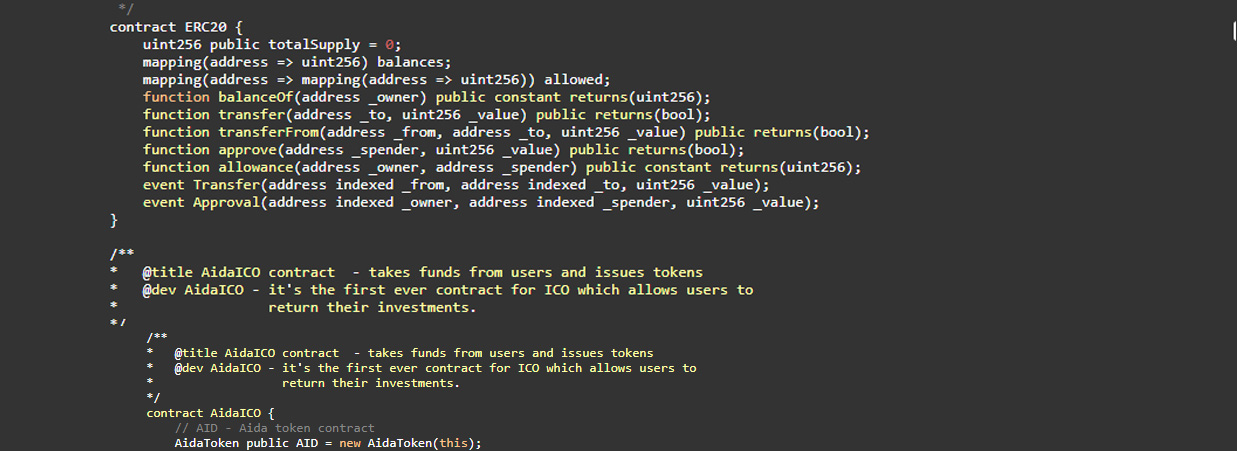 */
contract ERC20 {
    uint256 public totalSupply = 0;
    mapping(address => uint256) balances;
    mapping(address => mapping(address => uint256)) allowed;
    function balanceOf(address _owner) public constant returns(uint256);
    function transfer(address _to, uint256 _value) public returns(bool);
    function transferFrom(address _from, address _to, uint256 _value) public returns(bool);
    function approve(address _spender, uint256 _value) public returns(bool);
    function allowance(address _owner, address _spender) public constant returns(uint256);
    event Transfer(address indexed _from, address indexed _to, uint256 _value);
    event Approval(address indexed _owner, address indexed _spender, uint256 _value);
}
/**
*   @title AidaICO contract  - takes funds from users and issues tokens
*   @dev AidaICO - it's the first ever contract for ICO which allows users to
*                  return their investments.
*/
/**
*   @title AidaICO contract  - takes funds from users and issues tokens
*   @dev AidaICO - it's the first ever contract for ICO which allows users to
*                  return their investments.
*/
contract AidaICO {
    // AID - Aida token contract
    AidaToken public AID = new AidaToken(this);